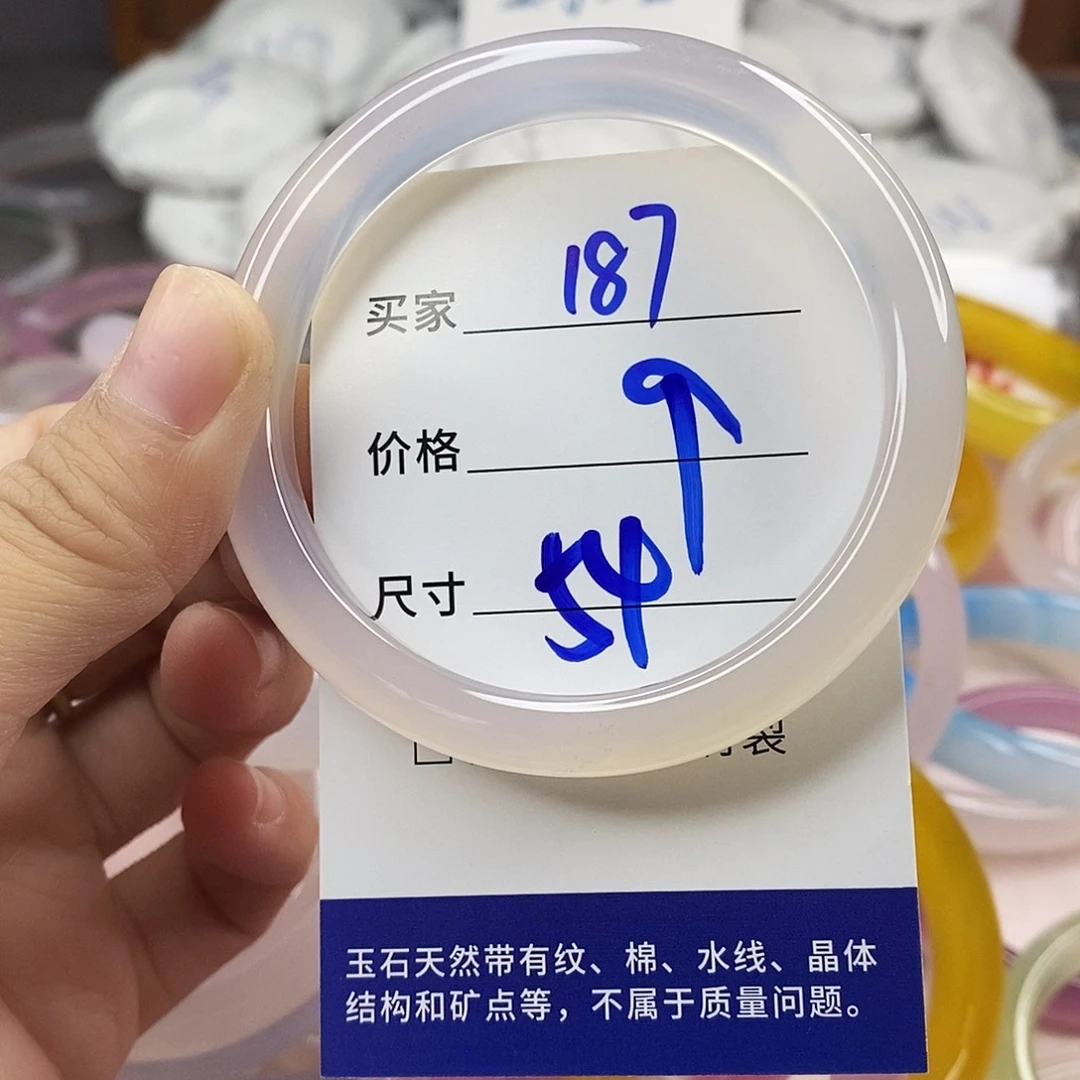 买家 187
价格
尺寸 54
玉石天然带有纹、棉、水线、晶体
结构和矿点等，不属于质量问题。